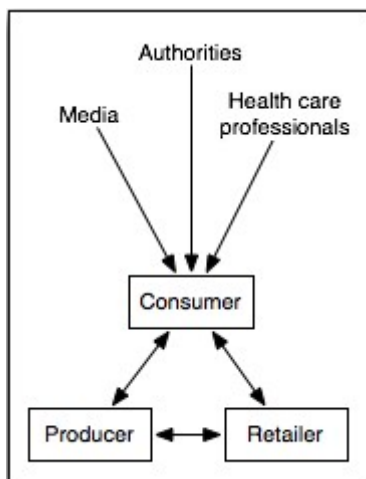 Authorities
Media
Health care
professionals
Consumer
Producer
Retailer